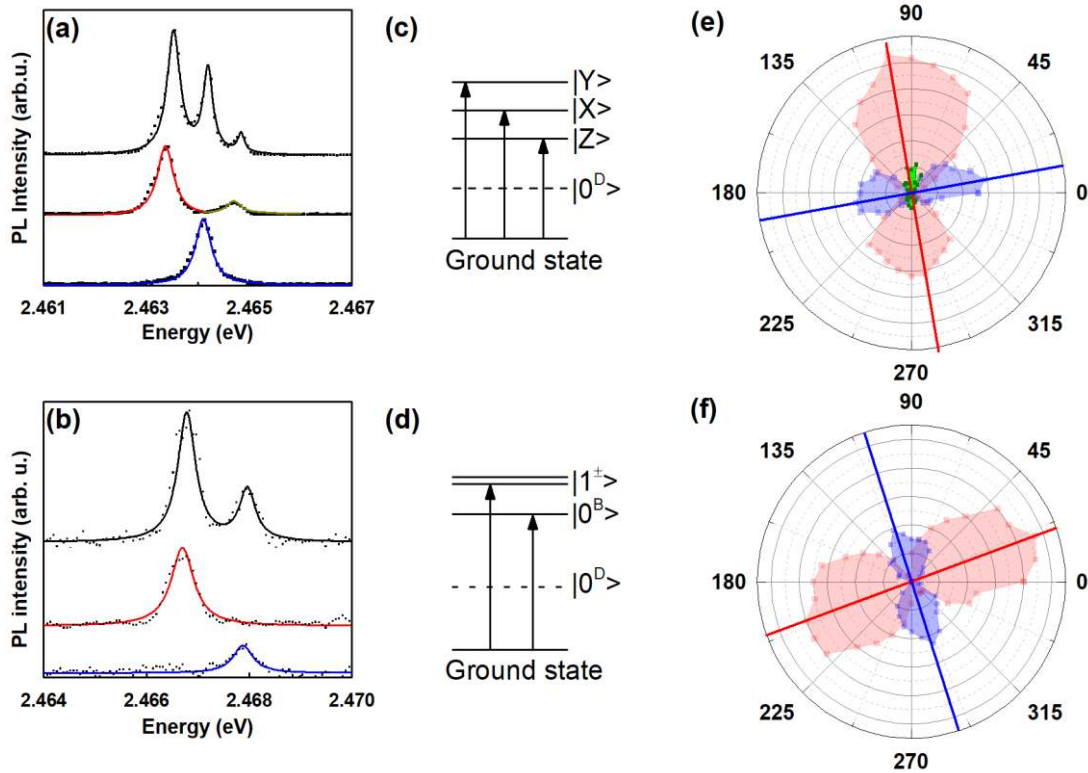 (a)
PL Intensity (arb.u.)
2.461 2.463 2.465 2.467
Energy (eV)
(c)
|Y>
|X>
|Z>
|0ᴰ>
Ground state
(e)
90
135 45
180 0
225 315
270
(b)
PL intensity (arb. u.)
2.464 2.466 2.468 2.470
Energy (eV)
(d)
|1±>
|0ᴮ>
|0ᴰ>
Ground state
(f)
90
135 45
180 0
225 315
270